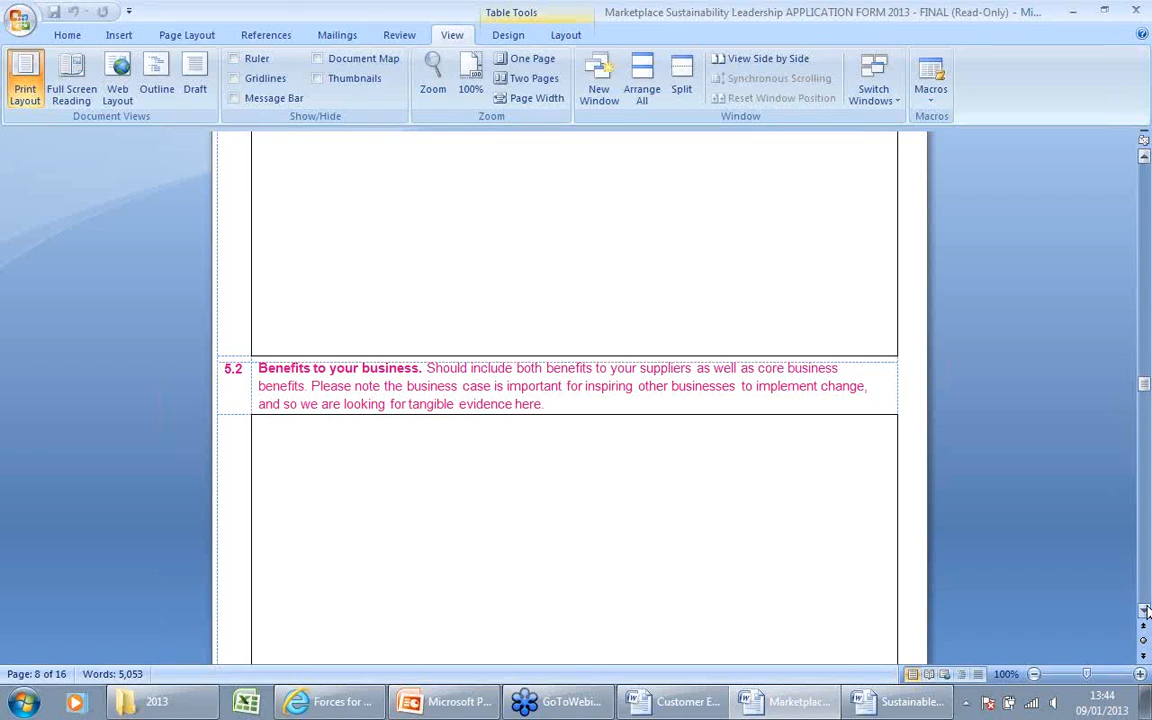 Table Tools
Marketplace Sustainability Leadership APPLICATION FORM 2013 - FINAL (Read-Only) - Mi...
Home Insert Page Layout References Mailings Review View Design Layout
Ruler Document Map One Page View Side by Side
Gridlines Thumbnails Two Pages Synchronous Scrolling
Message Bar Page Width Reset Window Position
Print Layout
Full Screen Reading
Web Layout
Outline
Draft
Zoom
100%
New Window
Arrange All
Split
Switch Windows
Macros
Document Views Show/Hide Zoom Window Macros
5.2 Benefits to your business. Should include both benefits to your suppliers as well as core business
benefits. Please note the business case is important for inspiring other businesses to implement change,
and so we are looking for tangible evidence here.
Page: 8 of 16 Words: 5,053 100%
2013 Forces for ... Microsoft P... GoToWebi... Customer E... Marketplac... Sustainable...
13:44
09/01/2013